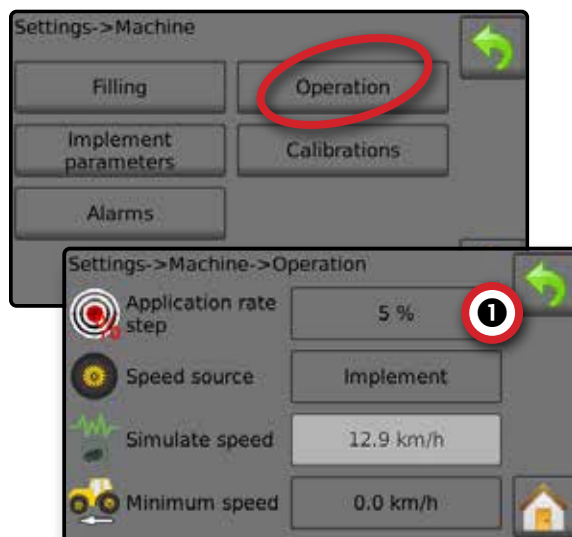 Settings->Machine
Filling
Operation
Implement
parameters
Calibrations
Alarms
Settings->Machine->Operation
Application rate
step
5 %
1
Speed source
Implement
Simulate speed
12.9 km/h
Minimum speed
0.0 km/h